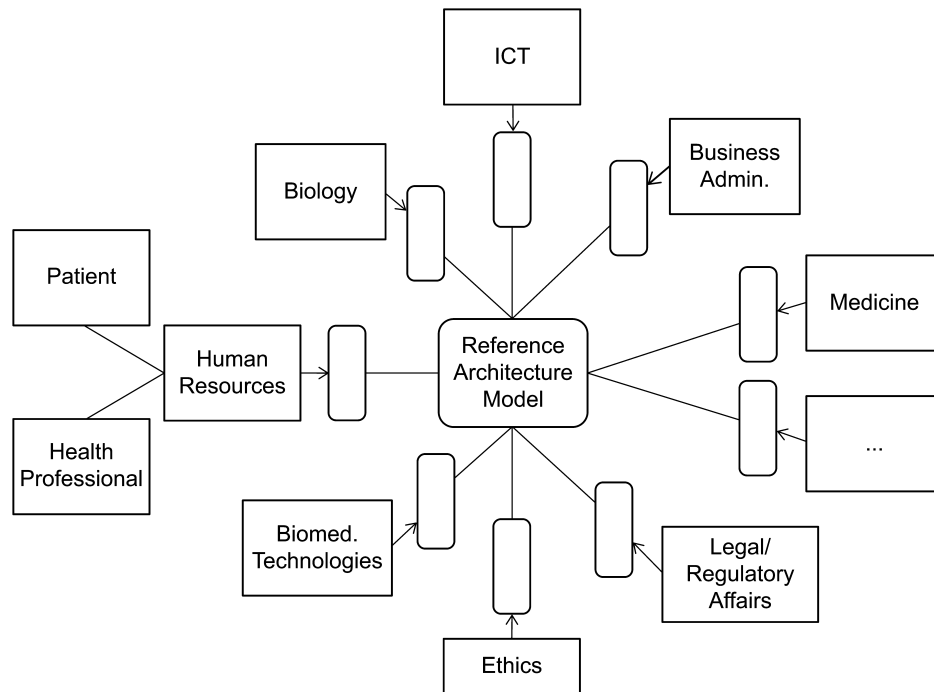 ICT
Business
Admin.
Biology
Patient
Medicine
Human
Resources
Reference
Architecture
Model
Health
Professional
...
Biomed.
Technologies
Legal/
Regulatory
Affairs
Ethics